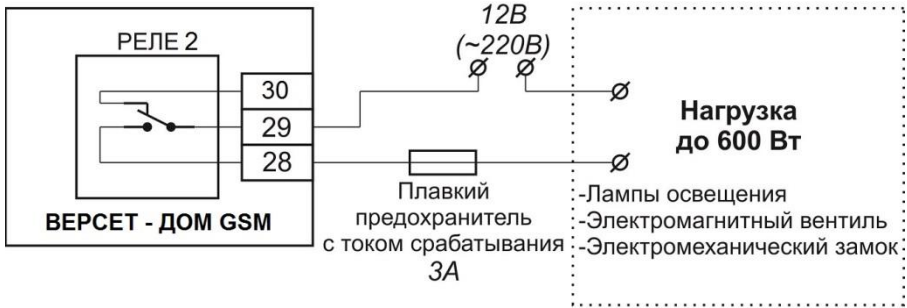 РЕЛЕ 2
30
29
28
ВЕРСЕТ - ДОМ GSM
12В
(~220В)
Плавкий
предохранитель
с током срабатывания
3А
Нагрузка
до 600 Вт
-Лампы освещения
-Электромагнитный вентиль
-Электромеханический замок